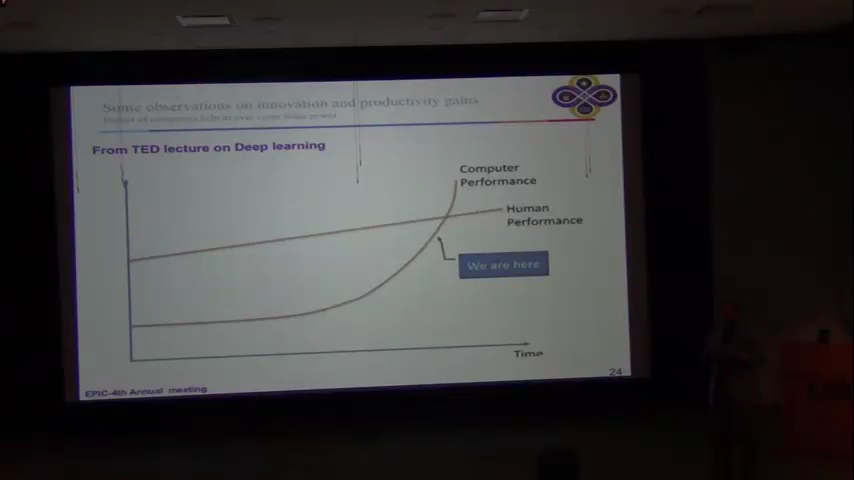 Some observations on innovation and productivity gains
From TED lecture on Deep learning
Computer
Performance
Human
Performance
We are here
Time
EPIC-4th Annual meeting
24